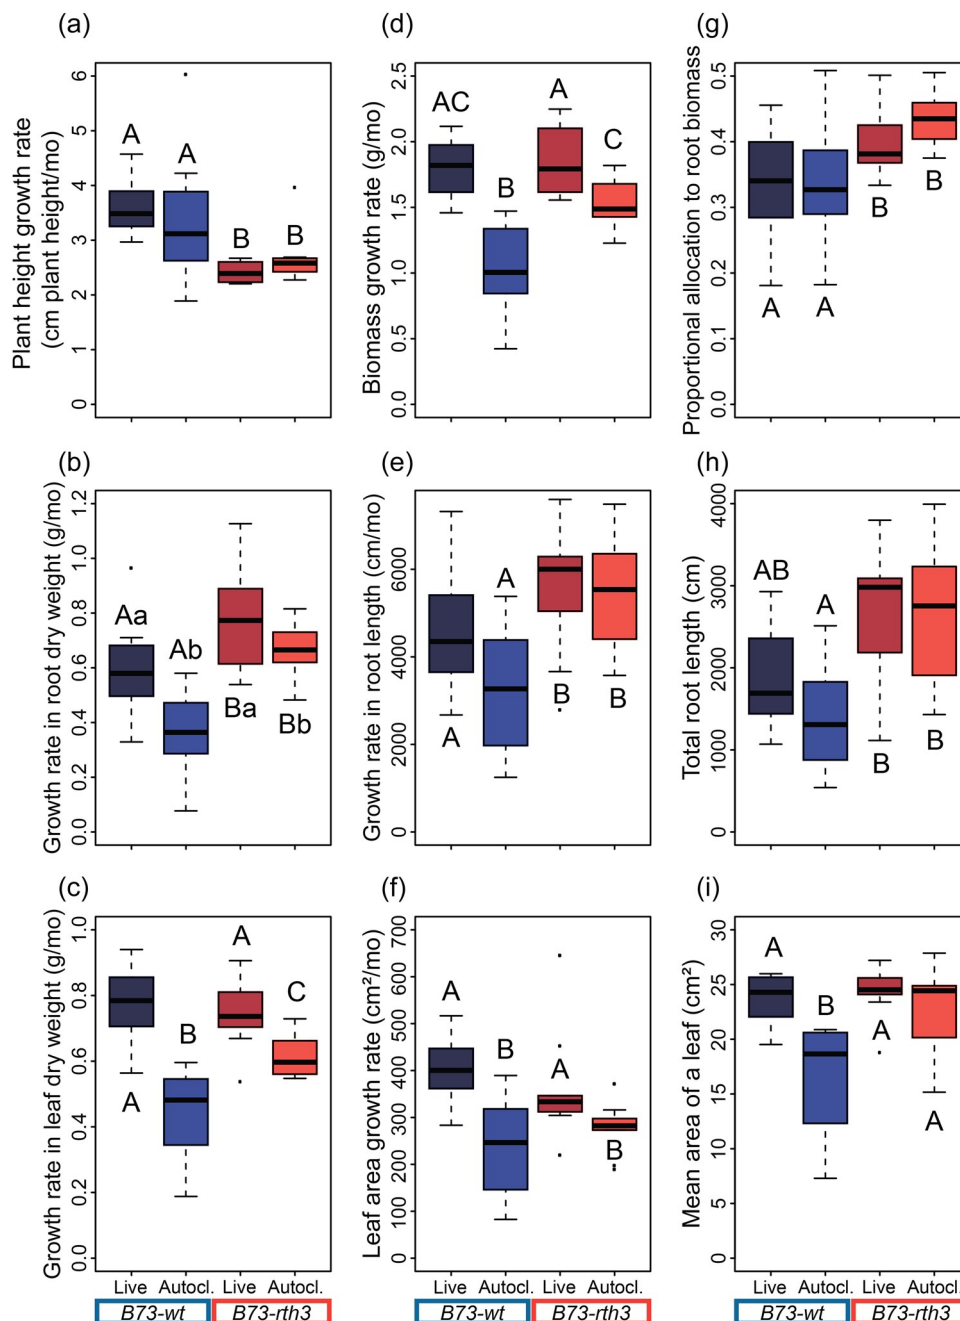 (a)
Plant height growth rate
(cm plant height/mo)
6
5
4
3
2
1
0
A
A
B
B
(d)
Biomass growth rate (g/mo)
2.5
2.0
1.5
1.0
0.5
0.0
AC
B
A
C
(g)
Proportional allocation to root biomass
0.5
0.4
0.3
0.2
0.1
0.0
A
A
B
B
(b)
Growth rate in root dry weight (g/mo)
1.2
1.0
0.8
0.6
0.4
0.2
0.0
Aa
Ab
Ba
Bb
(e)
Growth rate in root length (cm/mo)
6000
4000
2000
0
A
A
B
B
(h)
Total root length (cm)
4000
3000
2000
1000
0
AB
A
B
B
(c)
Growth rate in leaf dry weight (g/mo)
1.0
0.8
0.6
0.4
0.2
0.0
A
B
A
C
Live Autocl. Live Autocl.
B73-wt B73-rth3
(f)
Leaf area growth rate (cm²/mo)
700
600
500
400
300
200
100
0
A
B
A
B
Live Autocl. Live Autocl.
B73-wt B73-rth3
(i)
Mean area of a leaf (cm²)
30
25
20
15
10
5
0
A
B
A
A
Live Autocl. Live Autocl.
B73-wt B73-rth3